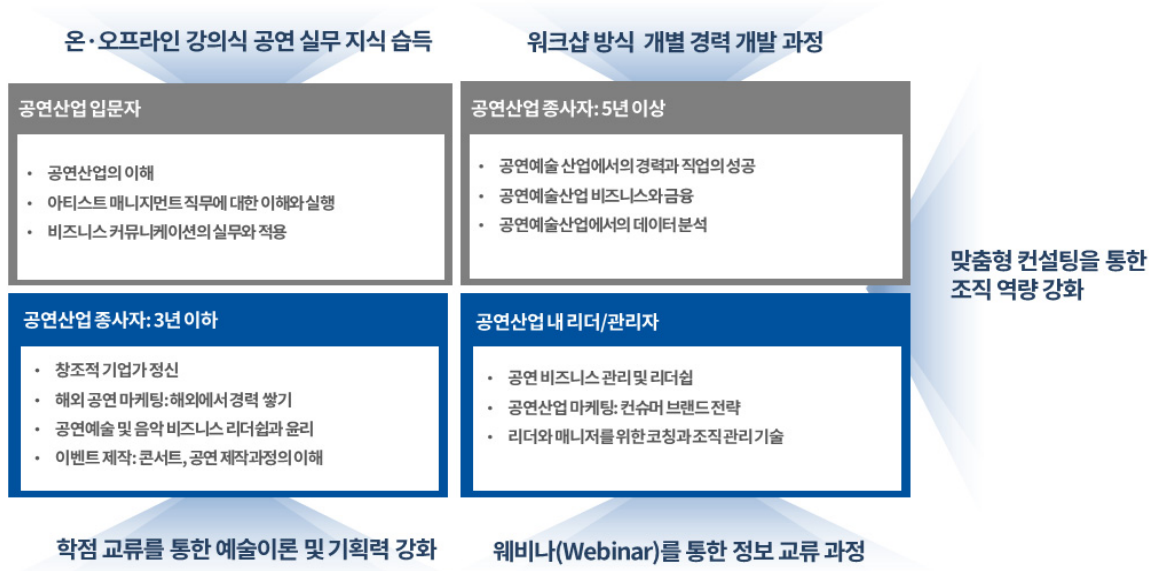 온·오프라인 강의식 공연 실무 지식 습득
워크샵 방식 개별 경력 개발 과정
공연산업 입문자
• 공연산업의 이해
• 아티스트 매니지먼트 직무에 대한 이해와 실행
• 비즈니스 커뮤니케이션의 실무와 적용
공연산업 종사자: 5년 이상
• 공연예술 산업에서의 경력과 직업의 성공
• 공연예술산업 비즈니스와 금융
• 공연예술산업에서의 데이터 분석
맞춤형 컨설팅을 통한
조직 역량 강화
공연산업 종사자: 3년 이하
• 창조적 기업가 정신
• 해외 공연 마케팅: 해외에서 경력 쌓기
• 공연예술 및 음악 비즈니스 리더쉽과 윤리
• 이벤트 제작: 콘서트, 공연 제작과정의 이해
공연산업 내 리더/관리자
• 공연 비즈니스 관리 및 리더쉽
• 공연산업 마케팅: 컨슈머 브랜드 전략
• 리더와 매니저를 위한 코칭과 조직 관리 기술
학점 교류를 통한 예술이론 및 기획력 강화
웨비나(Webinar)를 통한 정보 교류 과정